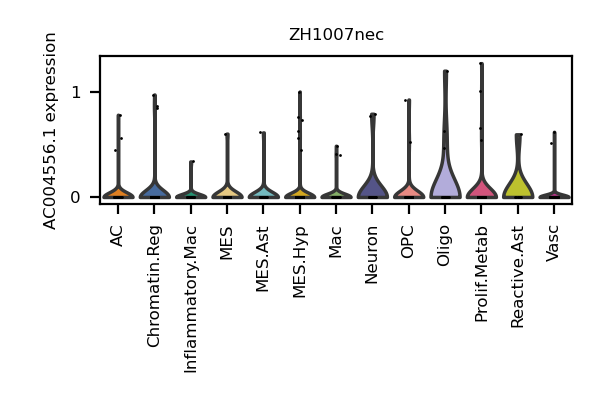 ZH1007nec
AC004556.1 expression
1
0
AC
Chromatin.Reg
Inflammatory.Mac
MES
MES.Ast
MES.Hyp
Mac
Neuron
OPC
Oligo
Prolif.Metab
Reactive.Ast
Vasc